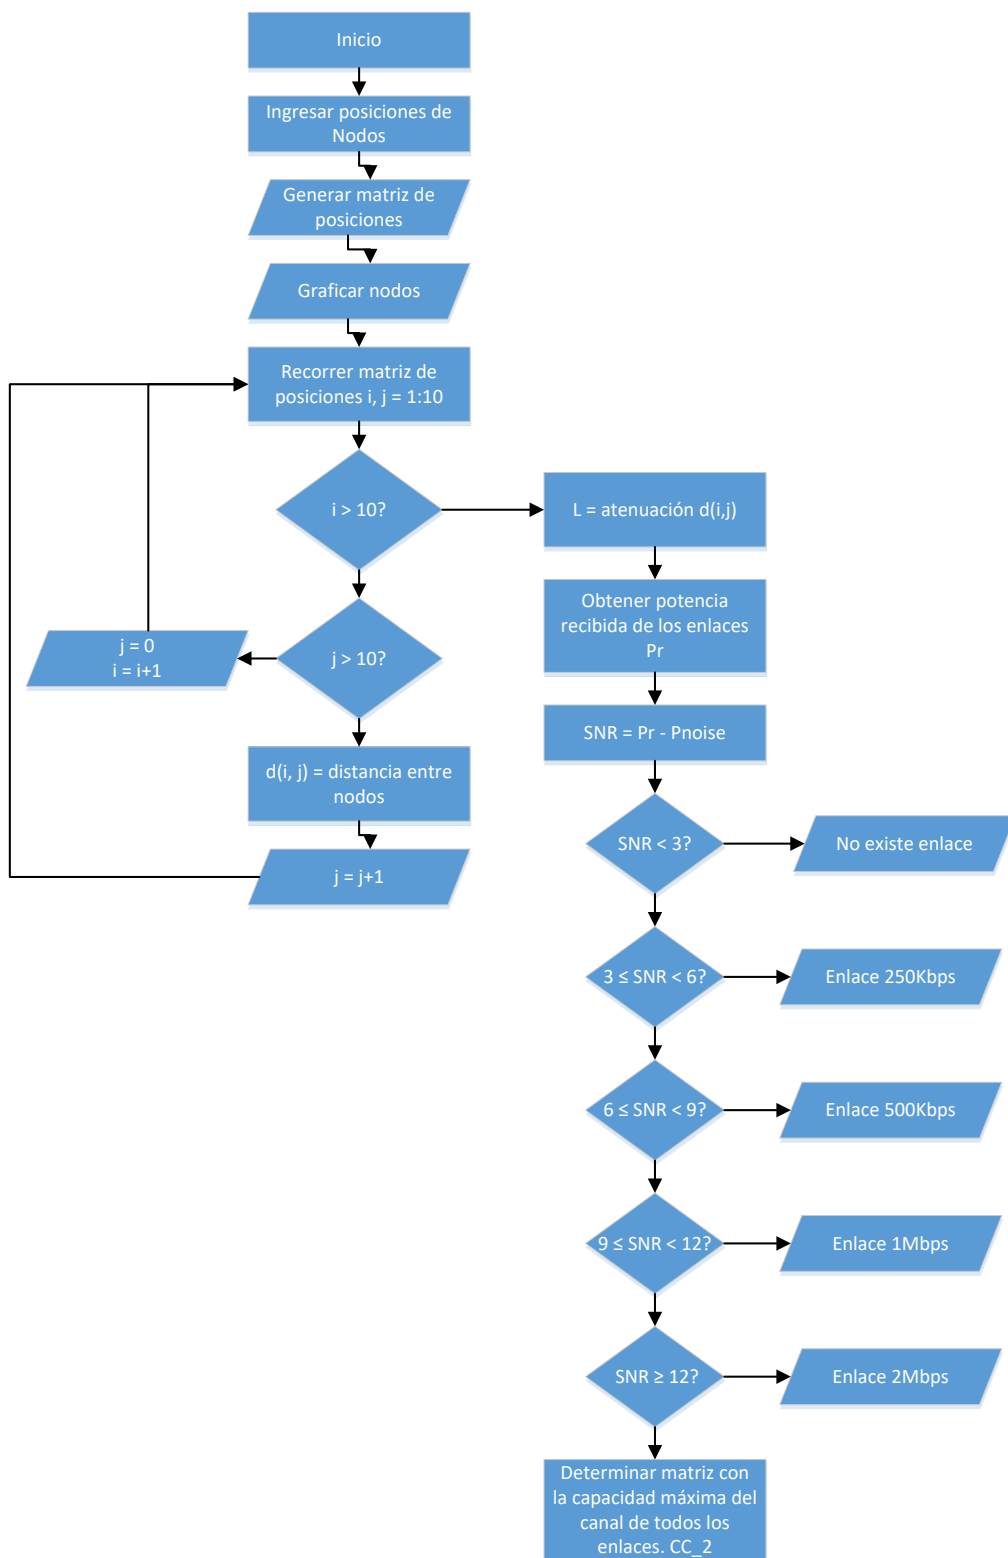 Inicio
Ingresar posiciones de
Nodos
Generar matriz de
posiciones
Graficar nodos
Recorrer matriz de
posiciones i, j = 1:10
i > 10?
j > 10?
j = 0
i = i+1
d(i, j) = distancia entre
nodos
j = j+1
L = atenuación d(i,j)
Obtener potencia
recibida de los enlaces
Pr
SNR = Pr - Pnoise
SNR < 3?
No existe enlace
3 ≤ SNR < 6?
Enlace 250Kbps
6 ≤ SNR < 9?
Enlace 500Kbps
9 ≤ SNR < 12?
Enlace 1Mbps
SNR ≥ 12?
Enlace 2Mbps
Determinar matriz con
la capacidad máxima del
canal de todos los
enlaces. CC_2